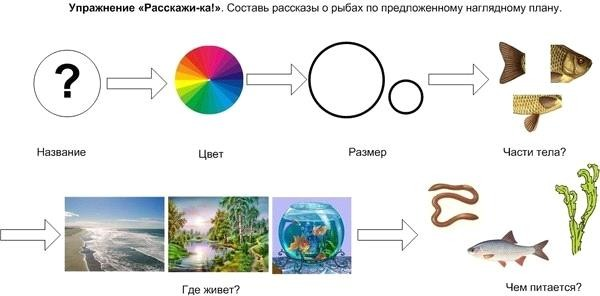 Упражнение «Расскажи-ка!». Составь рассказы о рыбах по предложенному наглядному плану.
?
Название
Цвет
Размер
Части тела?
Где живет?
Чем питается?